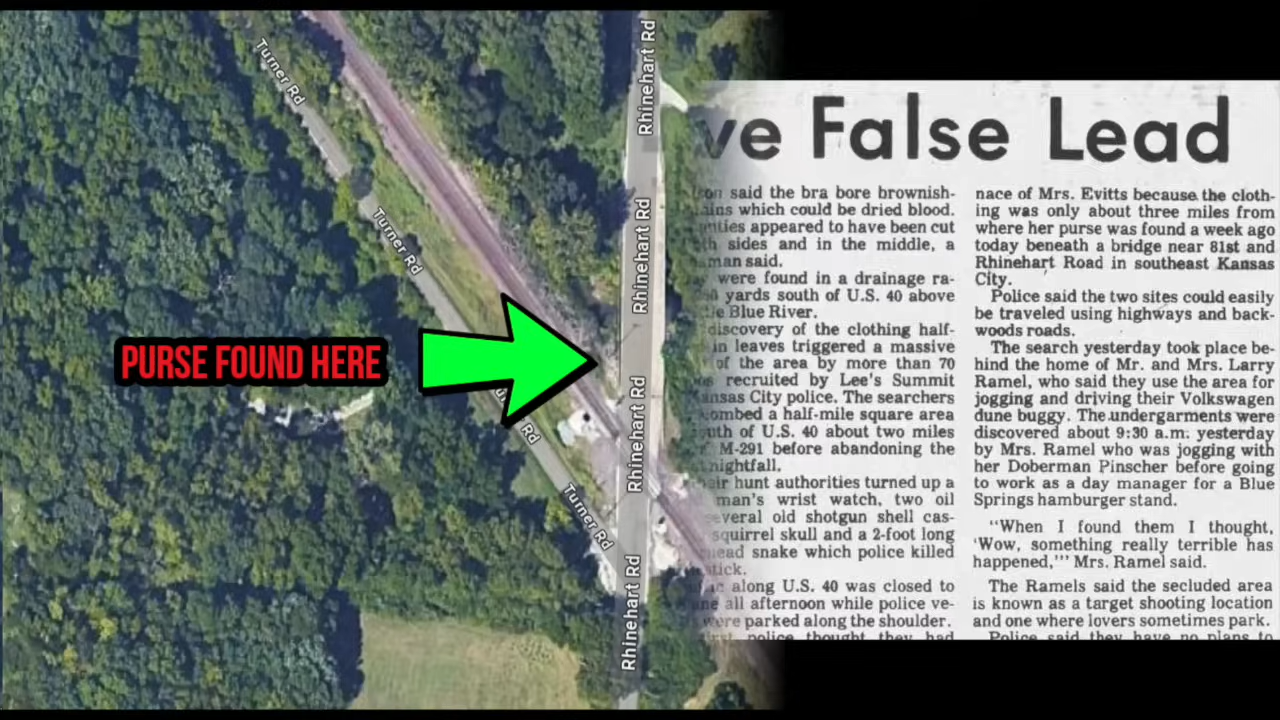 Turner Rd
Rhinehart Rd
Turner Rd
Rhinehart Rd
PURSE FOUND HERE
Rd
Rhinehart Rd
Turner Rd
Rhinehart Rd
ve False Lead
said the bra bore brownish-
which could be dried blood.
appeared to have been cut
sides and in the middle, a
said.
were found in a drainage ra-
yards south of U.S. 40 above
Blue River.
discovery of the clothing half-
in leaves triggered a massive
of the area by more than 70
recruited by Lee's Summit
Kansas City police. The searchers
combed a half-mile square area
of U.S. 40 about two miles
M-291 before abandoning the
nightfall.
hunt authorities turned up a
man's wrist watch, two oil
several old shotgun shell cas-
squirrel skull and a 2-foot long
snake which police killed
along U.S. 40 was closed to
all afternoon while police ve-
were parked along the shoulder.
police thought they had
nace of Mrs. Evitts because the cloth-
ing was only about three miles from
where her purse was found a week ago
today beneath a bridge near 81st and
Rhinehart Road in southeast Kansas
City.
Police said the two sites could easily
be traveled using highways and back-
woods roads.
The search yesterday took place be-
hind the home of Mr. and Mrs. Larry
Ramel, who said they use the area for
jogging and driving their Volkswagen
dune buggy. The undergarments were
discovered about 9:30 a.m. yesterday
by Mrs. Ramel who was jogging with
her Doberman Pinscher before going
to work as a day manager for a Blue
Springs hamburger stand.
"When I found them I thought,
'Wow, something really terrible has
happened,'" Mrs. Ramel said.
The Ramels said the secluded area
is known as a target shooting location
and one where lovers sometimes park.
Police said they have no plans to